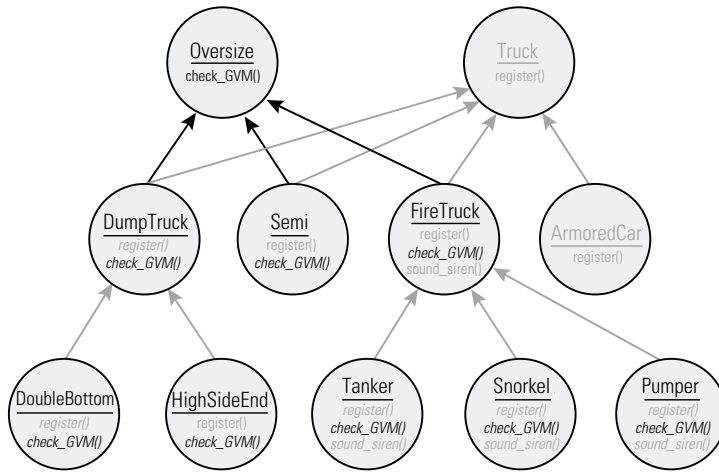 Oversize
check_GVM()
Truck
register()
DumpTruck
register()
check_GVM()
Semi
register()
check_GVM()
FireTruck
register()
check_GVM()
sound_siren()
ArmoredCar
register()
DoubleBottom
register()
check_GVM()
HighSideEnd
register()
check_GVM()
Tanker
register()
check_GVM()
sound_siren()
Snorkel
register()
check_GVM()
sound_siren()
Pumper
register()
check_GVM()
sound_siren()